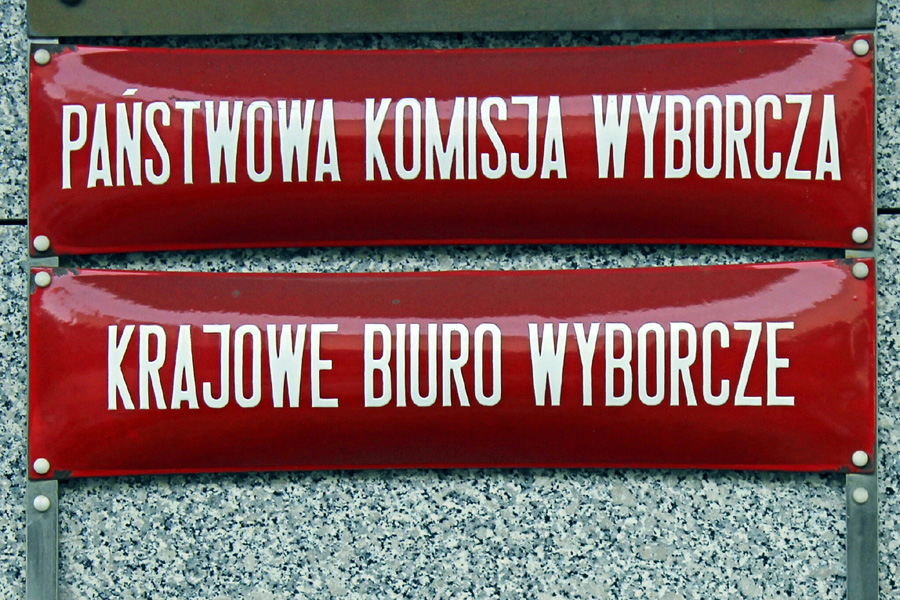 PAŃSTWOWA KOMISJA WYBORCZA
KRAJOWE BIURO WYBORCZE